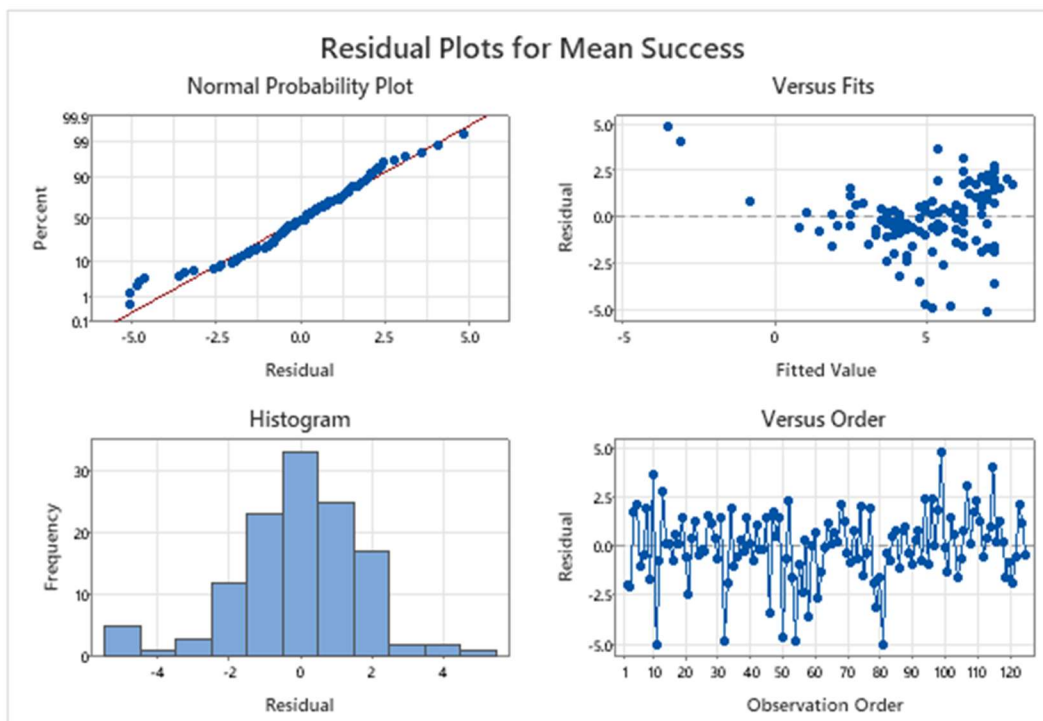 Residual Plots for Mean Success
Normal Probability Plot
99.9
99
90
50
10
1
0.1
Percent
-5.0 -2.5 0.0 2.5 5.0
Residual
Versus Fits
5.0
2.5
0.0
-2.5
-5.0
Residual
-5 0 5
Fitted Value
Histogram
30
20
10
0
Frequency
-4 -2 0 2 4
Residual
Versus Order
5.0
2.5
0.0
-2.5
-5.0
Residual
1 10 20 30 40 50 60 70 80 90 100 110 120
Observation Order